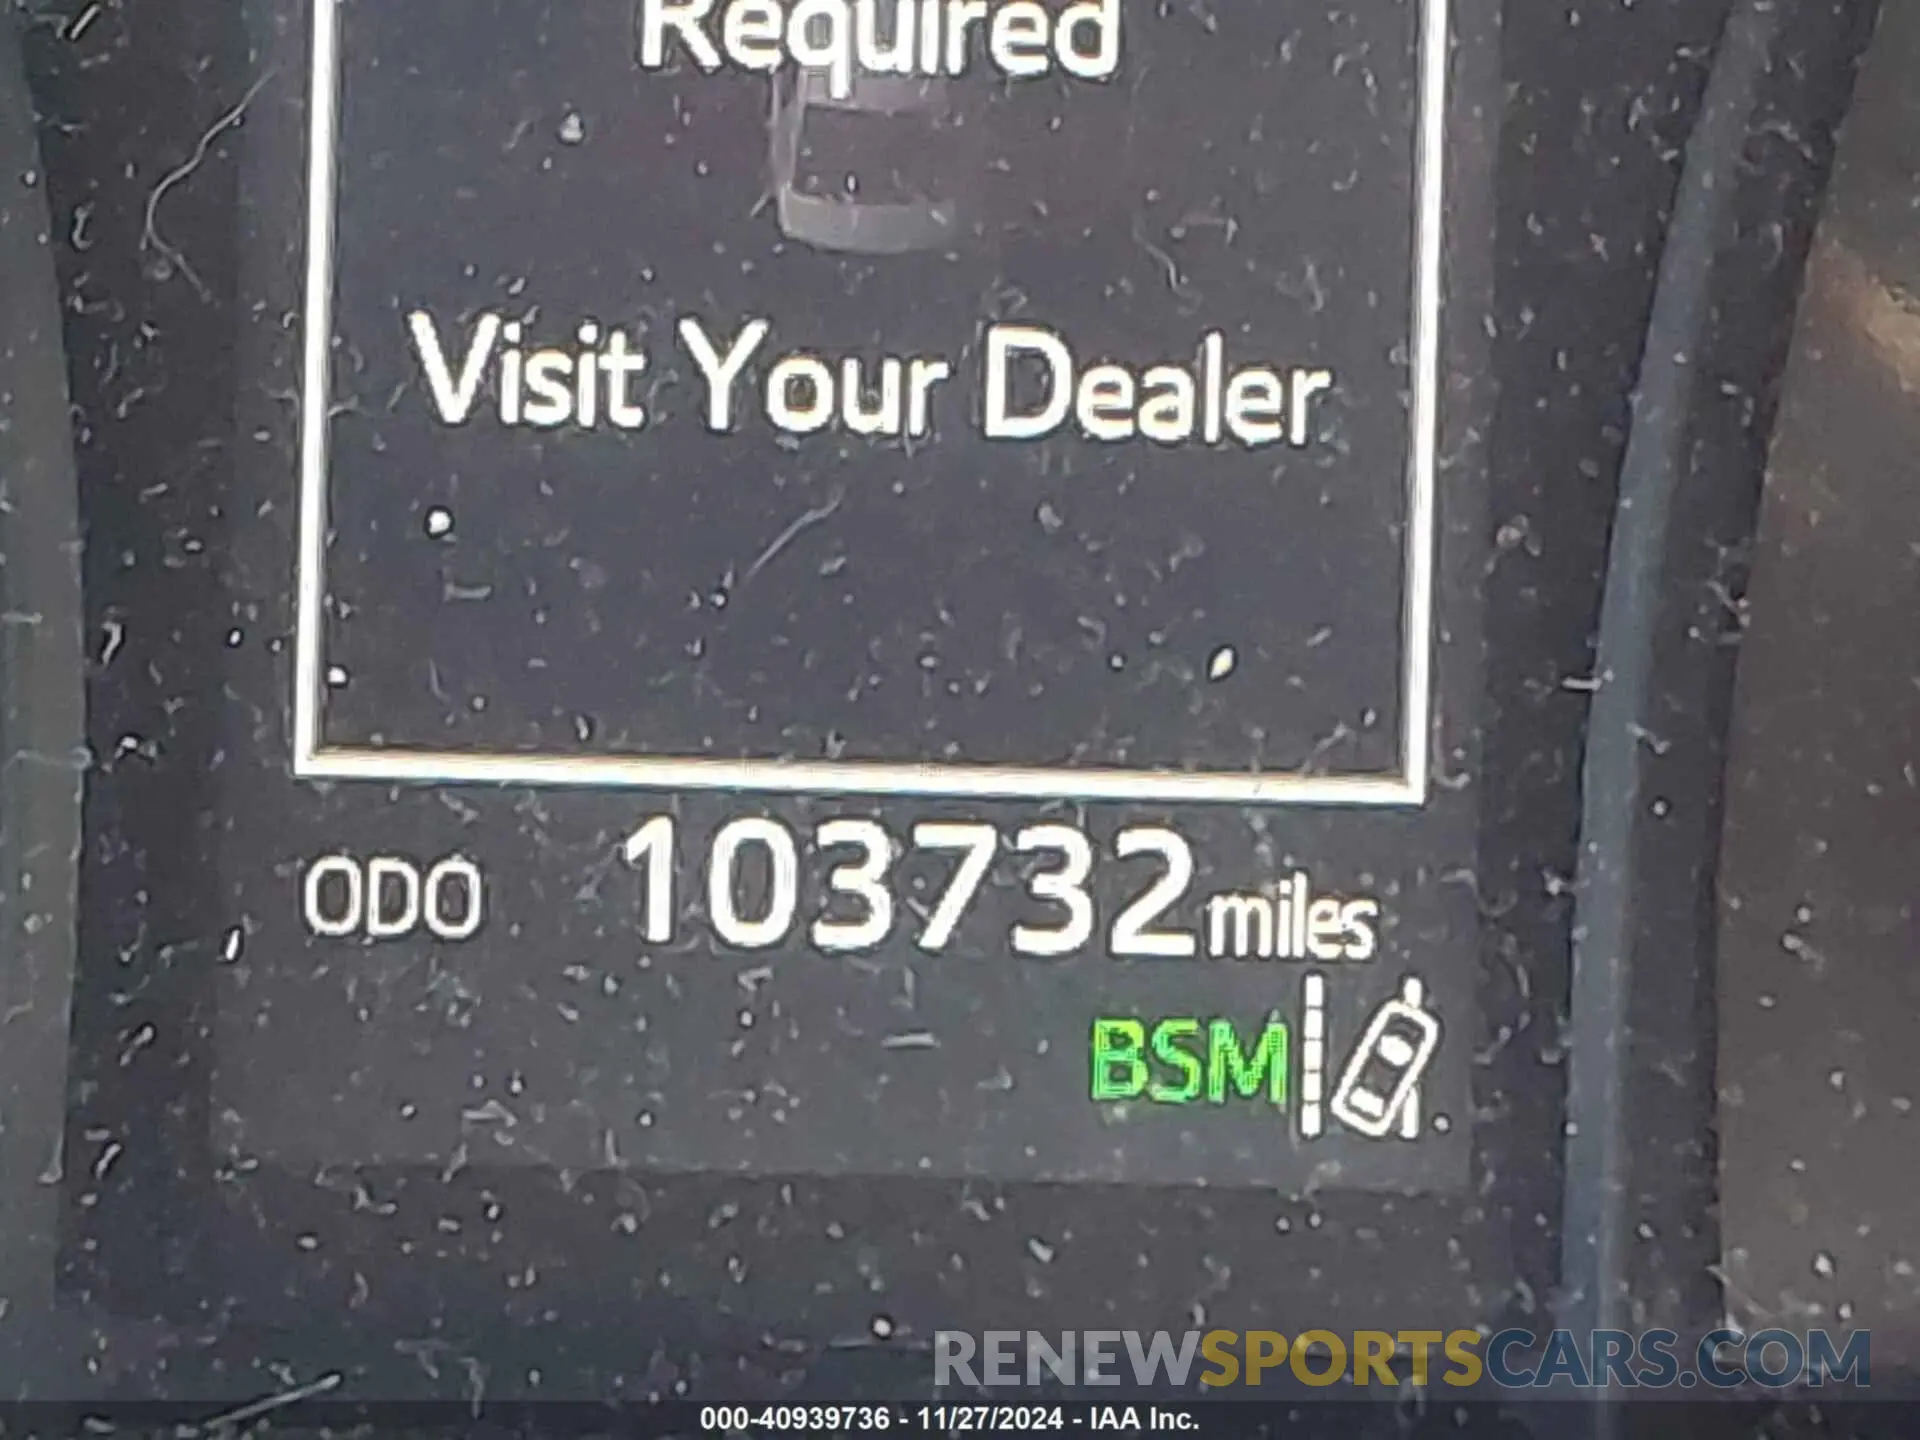 Required
Visit Your Dealer
ODO 103732 miles
BSM
RENEWSPORTSCARS.COM
000-40939736 - 11/27/2024 - IAA Inc.